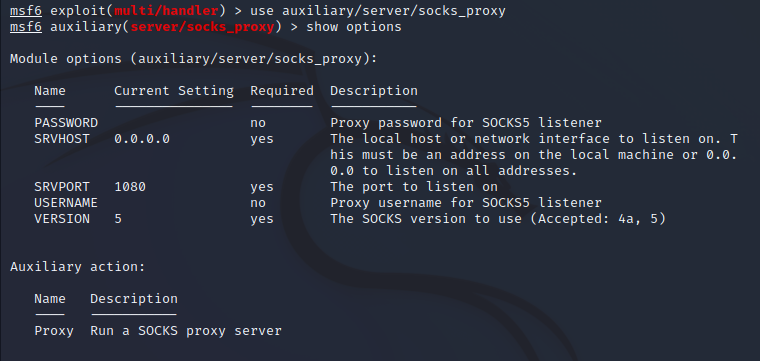 msf6 exploit(multi/handler) > use auxiliary/server/socks_proxy
msf6 auxiliary(server/socks_proxy) > show options
Module options (auxiliary/server/socks_proxy):
Name Current Setting Required Description
---- --------------- -------- -----------
PASSWORD no Proxy password for SOCKS5 listener
SRVHOST 0.0.0.0 yes The local host or network interface to listen on. T
his must be an address on the local machine or 0.0.
0.0 to listen on all addresses.
SRVPORT 1080 yes The port to listen on
USERNAME no Proxy username for SOCKS5 listener
VERSION 5 yes The SOCKS version to use (Accepted: 4a, 5)
Auxiliary action:
Name Description
---- -----------
Proxy Run a SOCKS proxy server